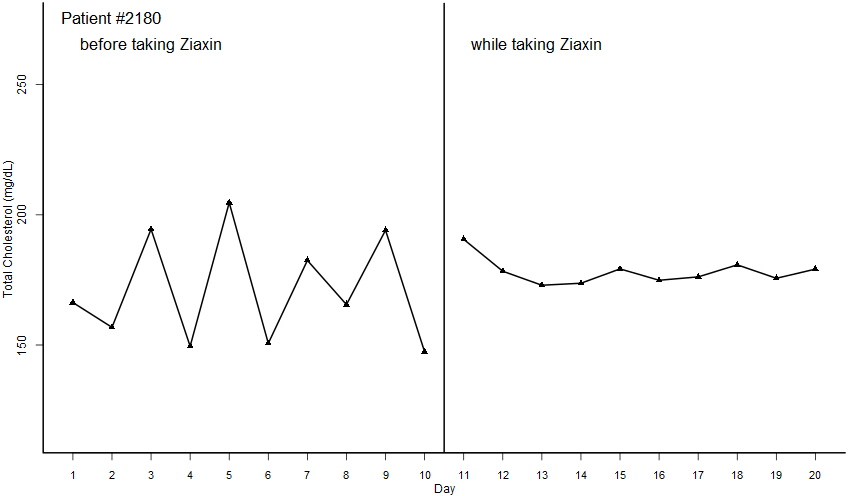 Patient #2180
before taking Ziaxin
while taking Ziaxin
250
200
150
Total Cholesterol (mg/dL)
1 2 3 4 5 6 7 8 9 10 11 12 13 14 15 16 17 18 19 20
Day